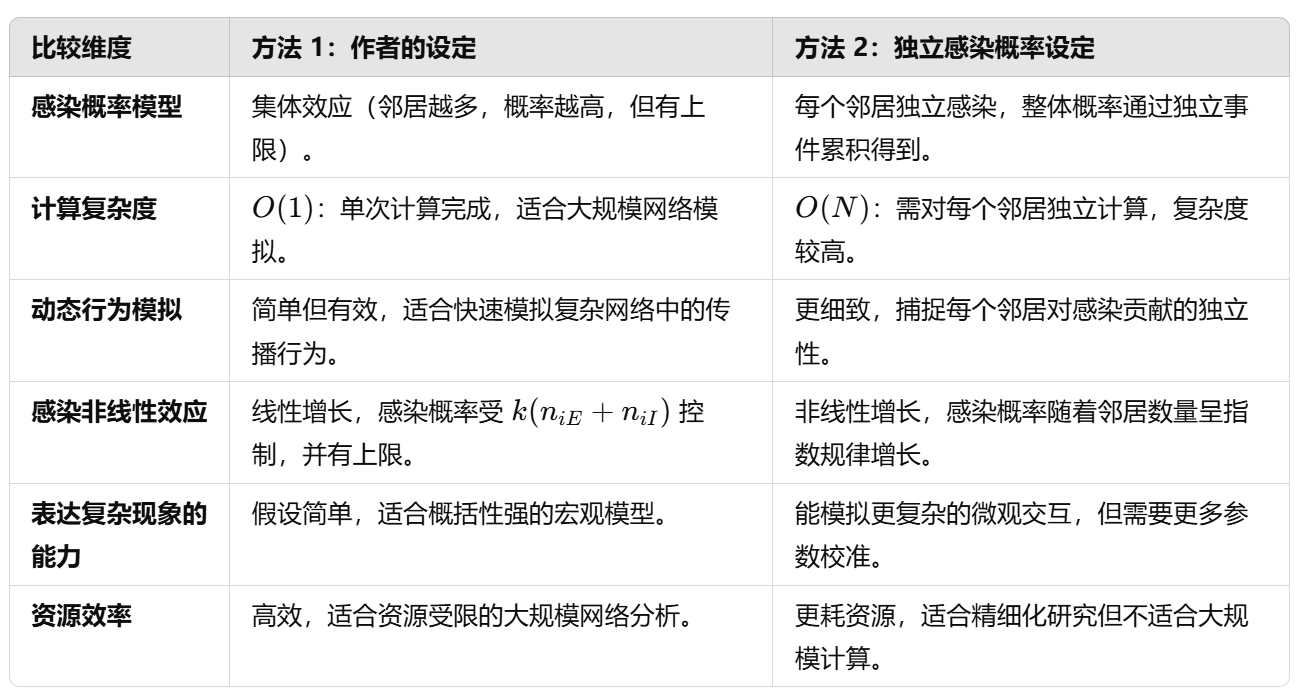 比较维度
方法 1：作者的设定
方法 2：独立感染概率设定
感染概率模型
集体效应（邻居越多，概率越高，但有上
限）。
每个邻居独立感染，整体概率通过独立事
件累积得到。
计算复杂度
O(1)：单次计算完成，适合大规模网络模
拟。
O(N)：需对每个邻居独立计算，复杂度
较高。
动态行为模拟
简单但有效，适合快速模拟复杂网络中的传
播行为。
更细致，捕捉每个邻居对感染贡献的独立
性。
感染非线性效应
线性增长，感染概率受 k(n_{iE} + n_{iI}) 控
制，并有上限。
非线性增长，感染概率随着邻居数量呈指
数规律增长。
表达复杂现象的
能力
假设简单，适合概括性强的宏观模型。
能模拟更复杂的微观交互，但需要更多参
数校准。
资源效率
高效，适合资源受限的大规模网络分析。
更耗资源，适合精细化研究但不适合大规
模计算。